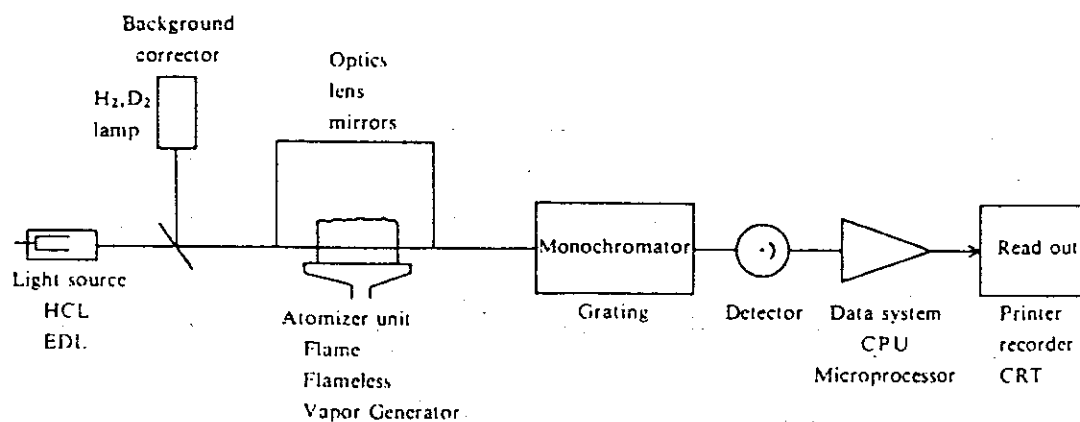 Background
corrector
H₂,D₂
lamp
Optics
lens
mirrors
Light source
HCL
EDL
Atomizer unit
Flame
Flameless
Vapor Generator
Monochromator
Grating
Detector
Data system
CPU
Microprocessor
Read out
Printer
recorder
CRT